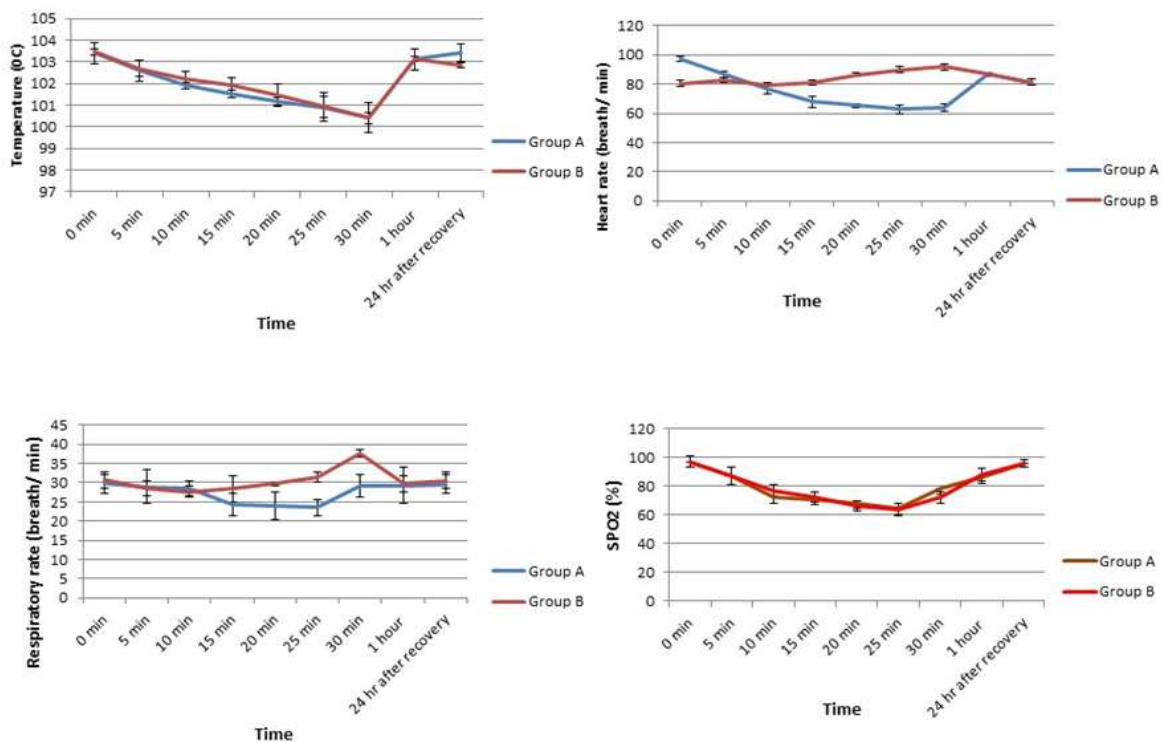 Temperature (0C)
105
104
103
102
101
100
99
98
97
0 min
5 min
10 min
15 min
20 min
25 min
30 min
1 hour
24 hr after recovery
Time
Group A
Group B
Heart rate (breath/ min)
120
100
80
60
40
20
0
0 min
5 min
10 min
15 min
20 min
25 min
30 min
1 hour
24 hr after recovery
Time
Group A
Group B
Respiratory rate (breath/ min)
45
40
35
30
25
20
15
10
5
0
0 min
5 min
10 min
15 min
20 min
25 min
30 min
1 hour
24 hr after recovery
Time
Group A
Group B
SPO2 (%)
120
100
80
60
40
20
0
0 min
5 min
10 min
15 min
20 min
25 min
30 min
1 hour
24 hr after recovery
Time
Group A
Group B